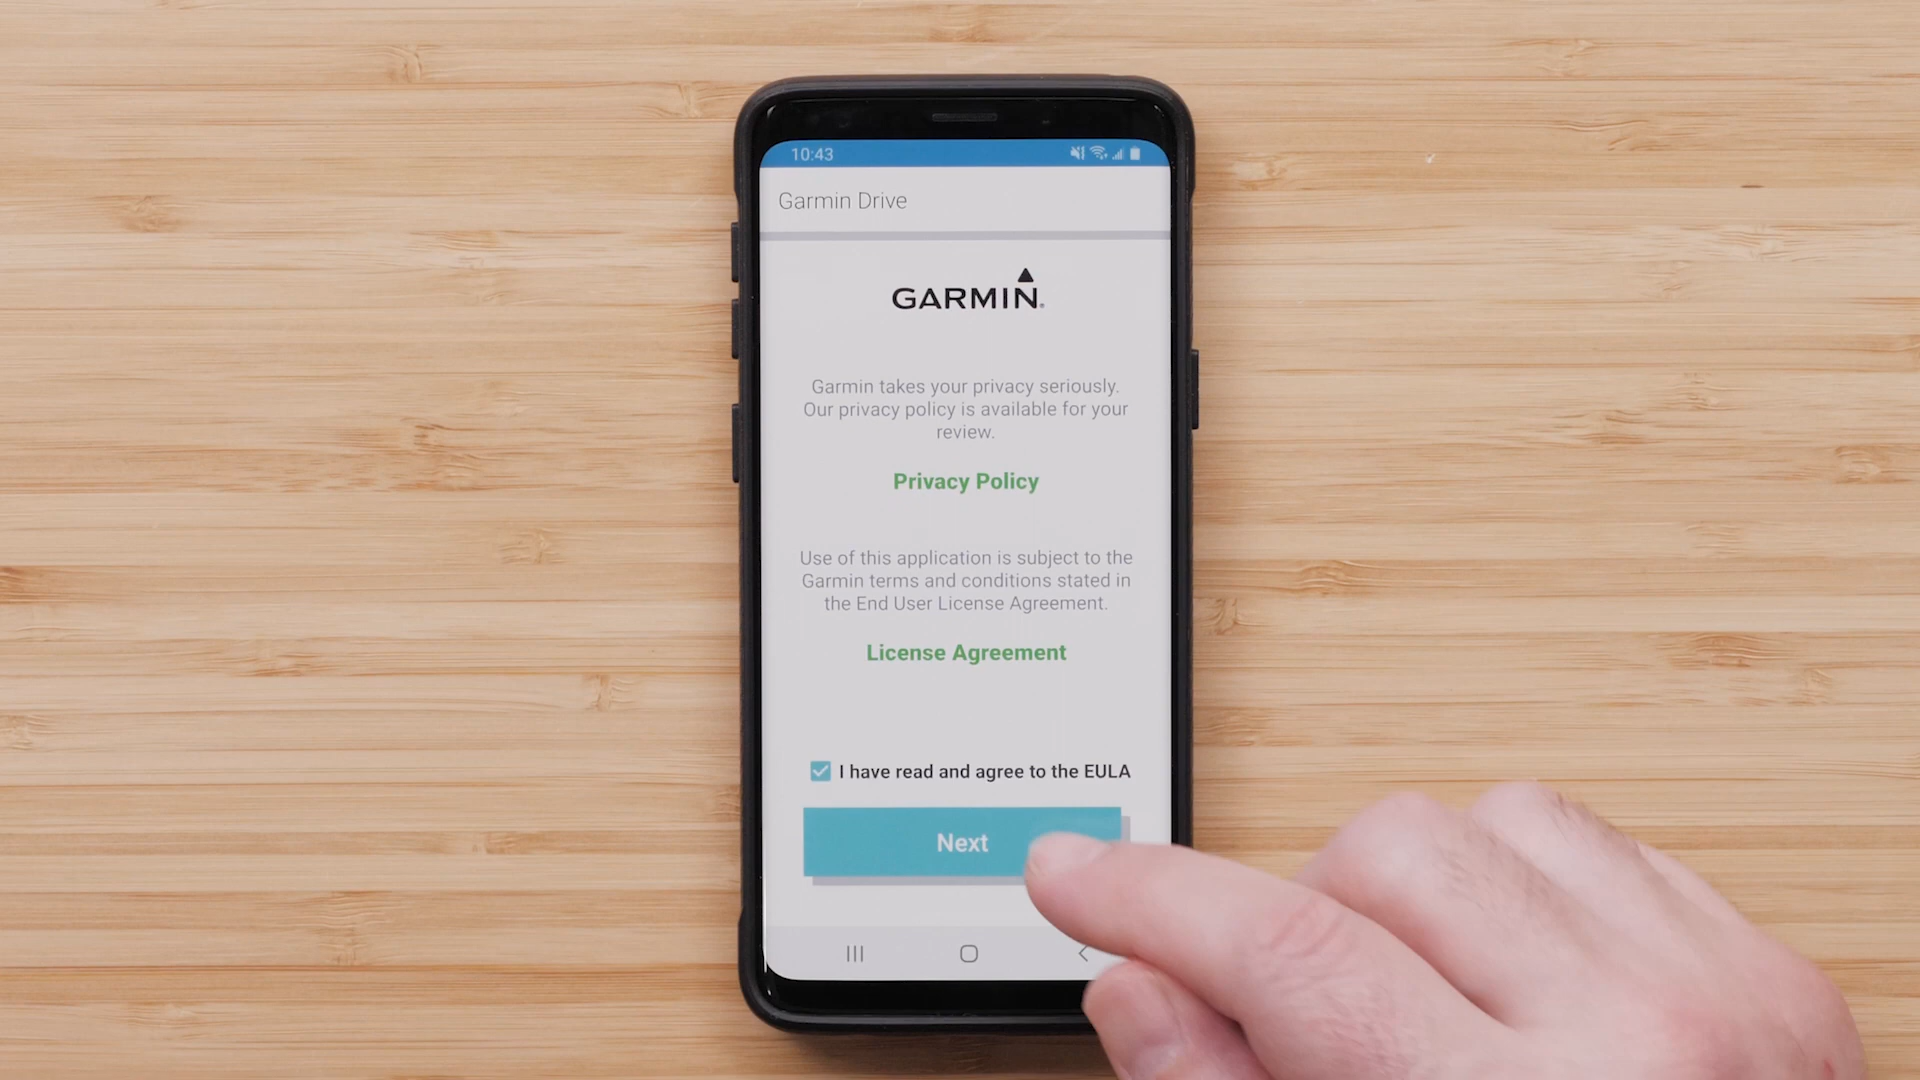 10:43
Garmin Drive
GARMIN
Garmin takes your privacy seriously.
Our privacy policy is available for your
review.
Privacy Policy
Use of this application is subject to the
Garmin terms and conditions stated in
the End User License Agreement.
License Agreement
I have read and agree to the EULA
Next